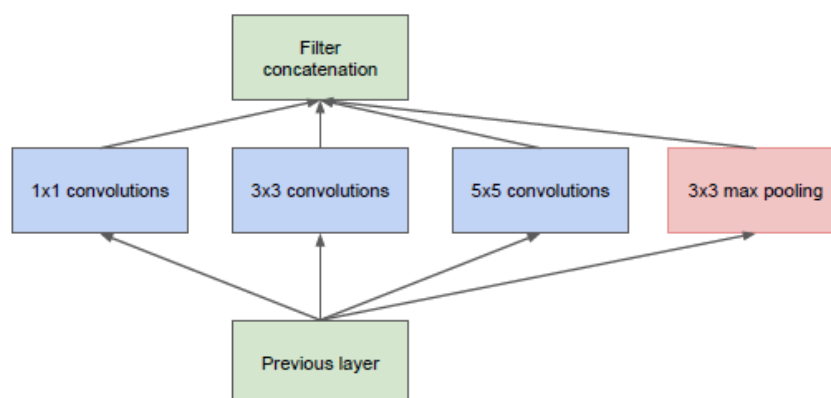 Filter
concatenation
1x1 convolutions
3x3 convolutions
5x5 convolutions
3x3 max pooling
Previous layer